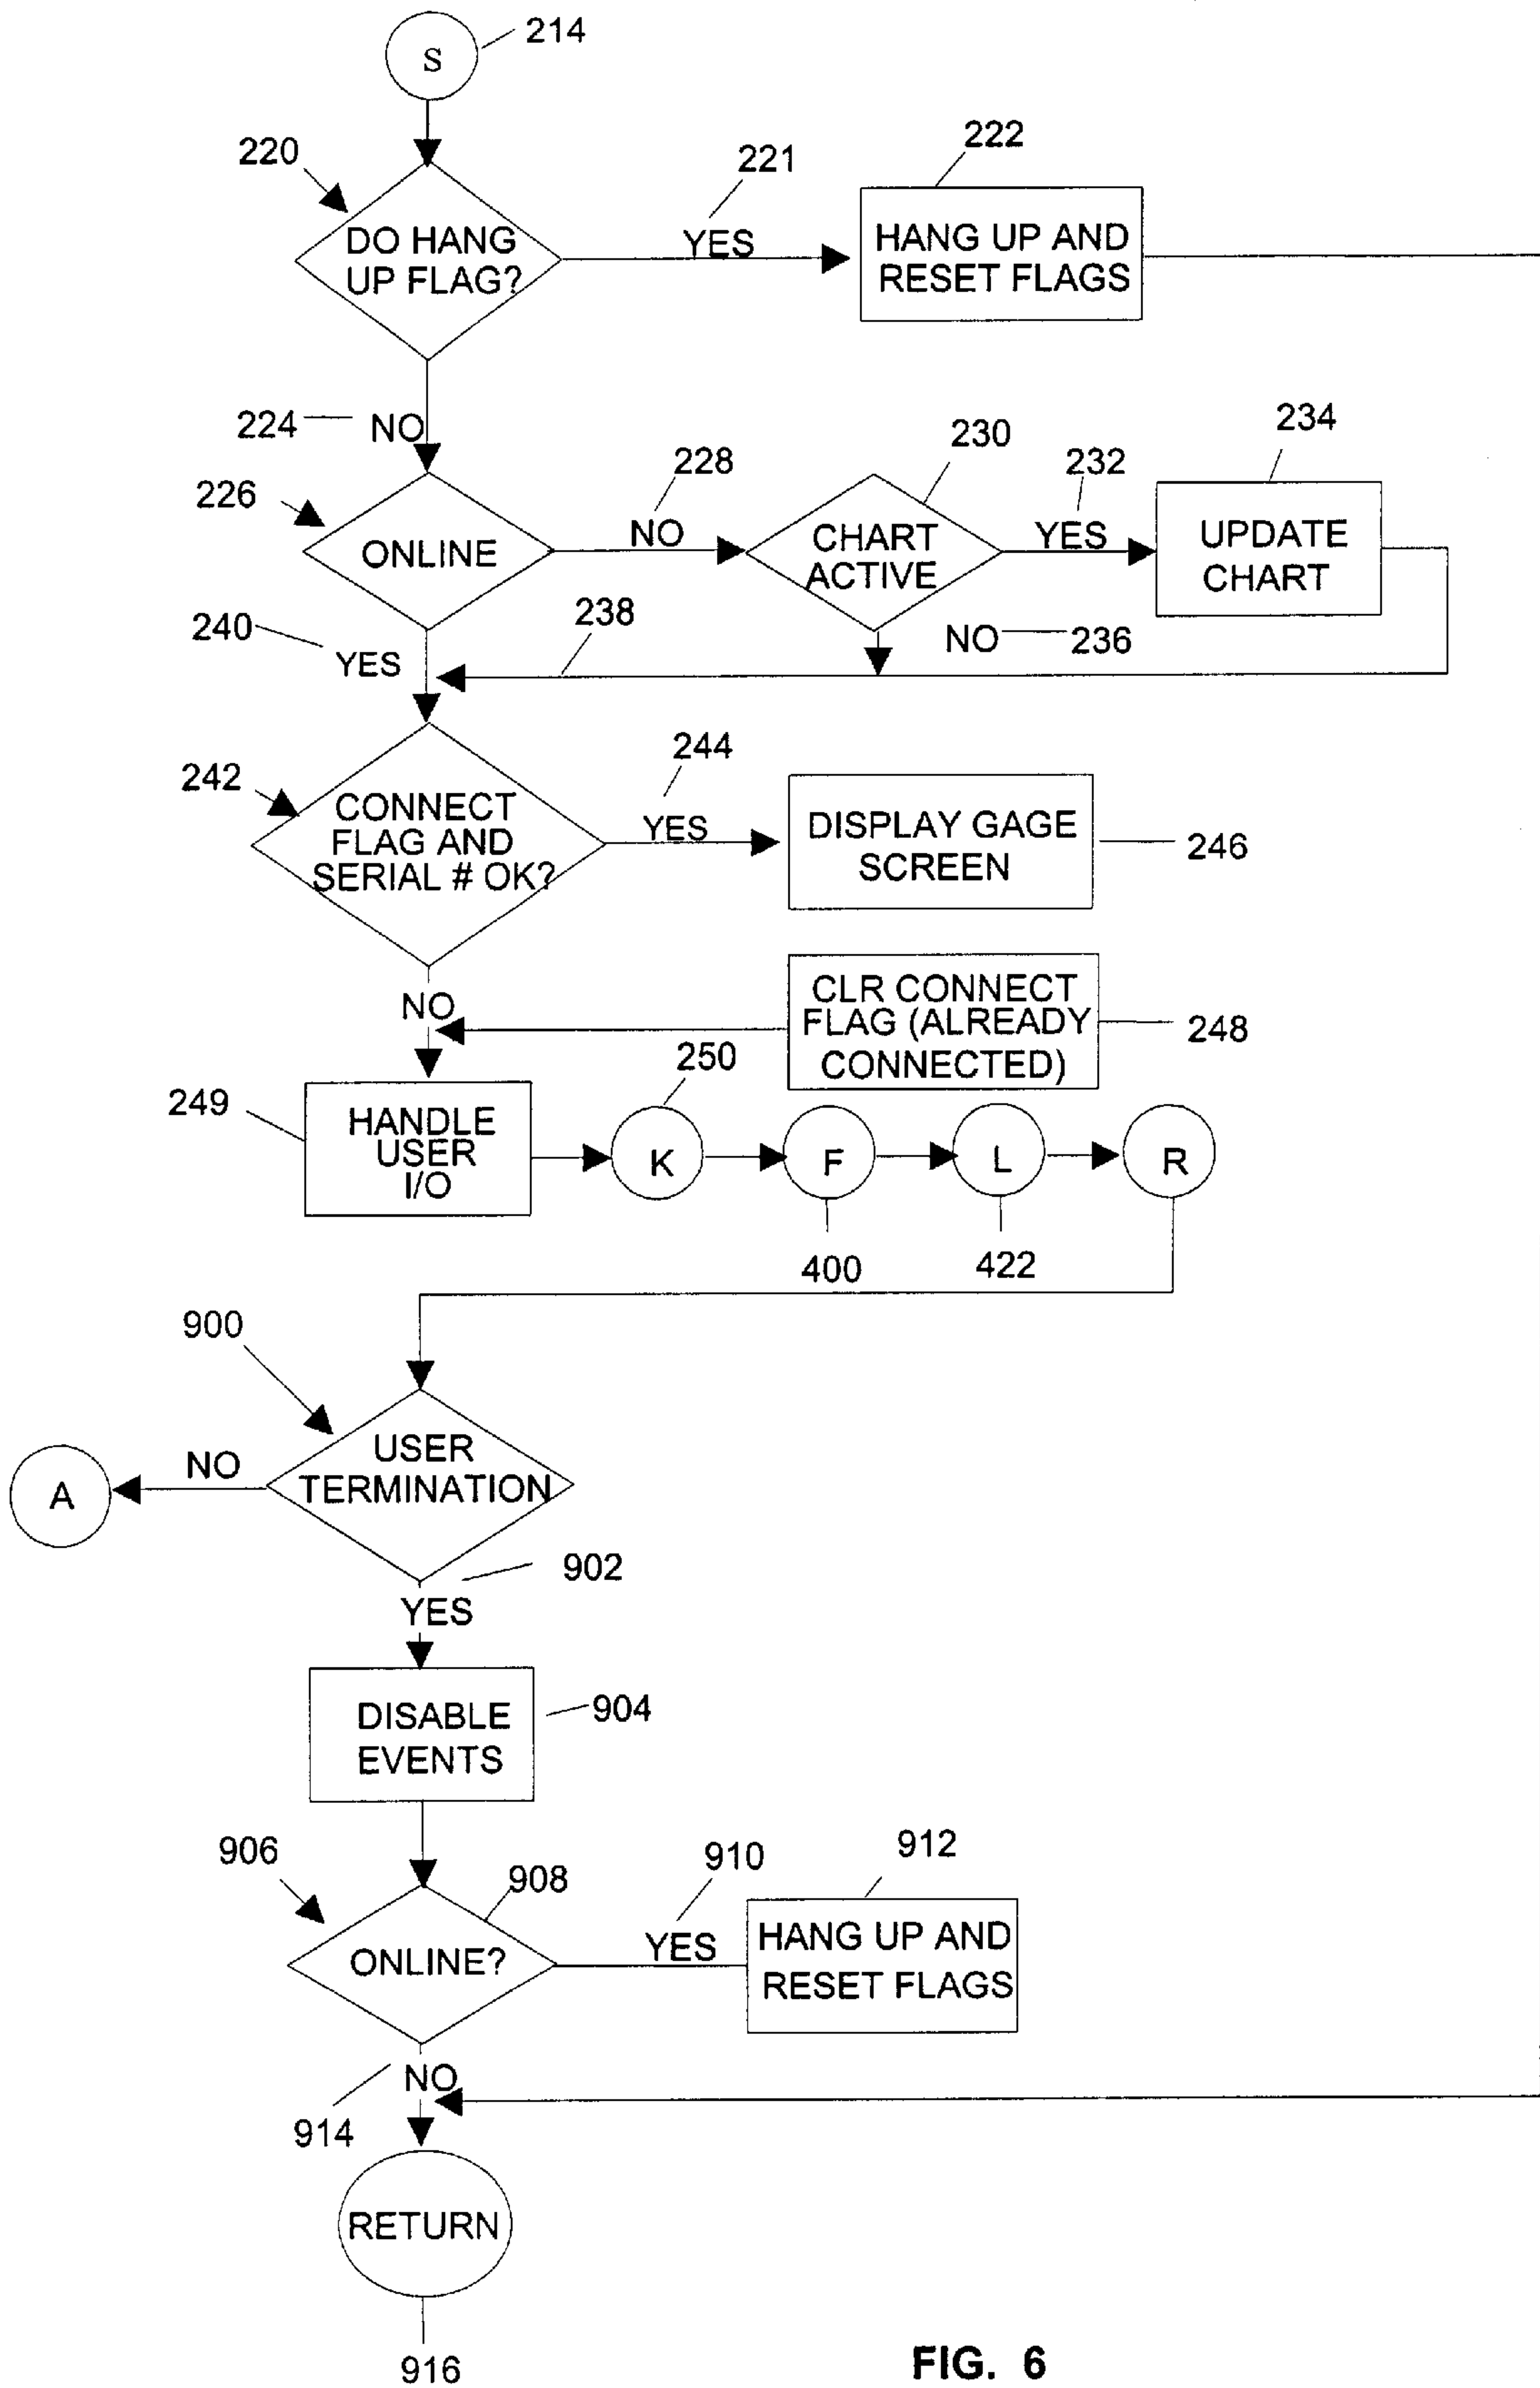 S
214
220
221
222
DO HANG
UP FLAG?
YES
HANG UP AND
RESET FLAGS
224
NO
226
228
230
232
234
ONLINE
NO
CHART
ACTIVE
YES
UPDATE
CHART
240
YES
238
NO
236
242
244
CONNECT
FLAG AND
SERIAL # OK?
YES
DISPLAY GAGE
SCREEN
246
NO
CLR CONNECT
FLAG (ALREADY
CONNECTED)
248
249
250
HANDLE
USER
I/O
K
F
L
R
400
422
900
USER
TERMINATION
NO
A
902
YES
DISABLE
EVENTS
904
906
908
910
912
ONLINE?
YES
HANG UP AND
RESET FLAGS
NO
914
RETURN
916
FIG. 6